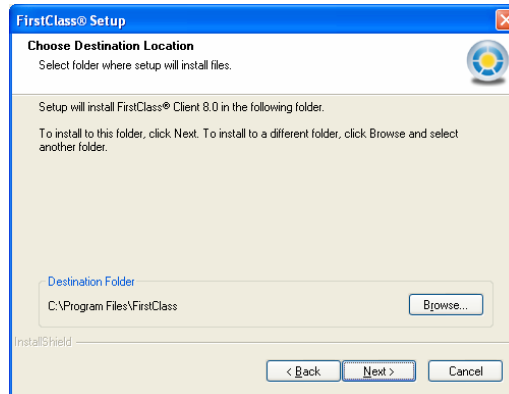 FirstClass® Setup
Choose Destination Location
Select folder where setup will install files.
Setup will install FirstClass® Client 8.0 in the following folder.
To install to this folder, click Next. To install to a different folder, click Browse and select
another folder.
Destination Folder
C:\Program Files\FirstClass
Browse...
InstallShield
< Back
Next >
Cancel